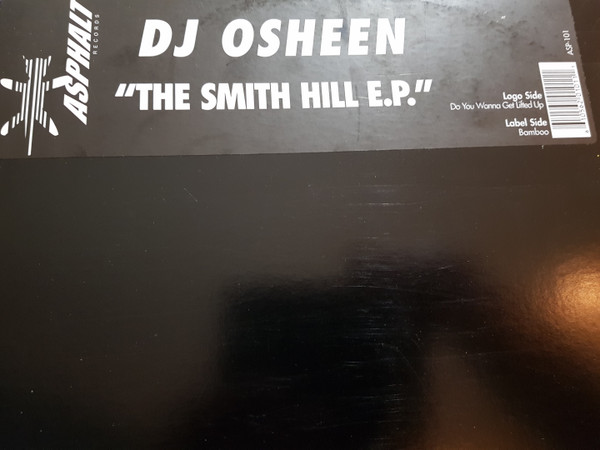 ASPHALT
RECORDS
DJ OSHEEN
"THE SMITH HILL E.P."
Logo Side
Do You Wanna Get Lifted Up
Label Side
Bamboo
ASP-101